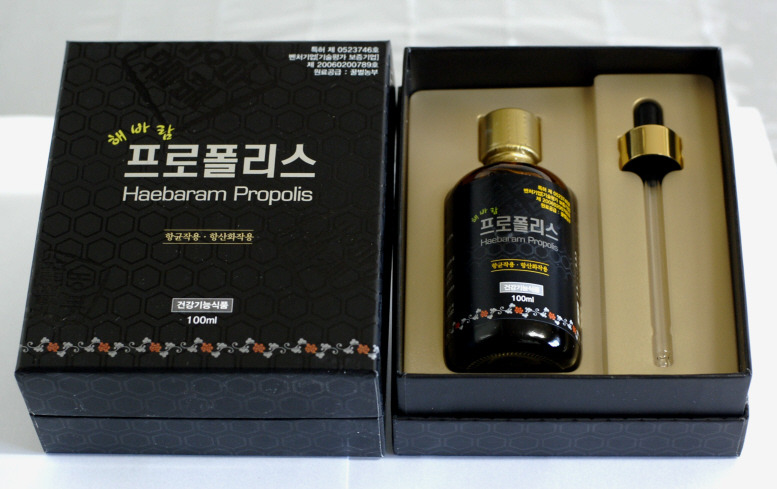 특허 제 0523746호
벤처기업[기술평가 보증기업]
제 20060200789호
원료공급 : 꿀벌농부
해바람
프로폴리스
Haebaram Propolis
항균작용 · 항산화작용
건강기능식품
100ml
해바람
프로폴리스
Haebaram Propolis
항균작용 · 항산화작용
건강기능식품
100ml